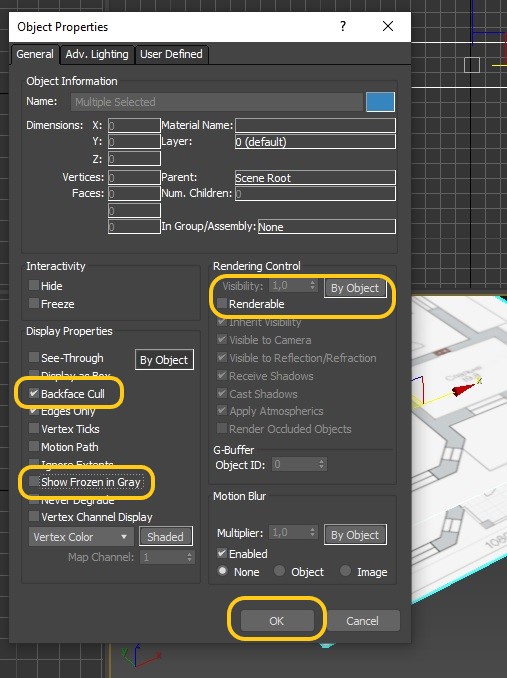 Object Properties ? ×
General Adv. Lighting User Defined
Object Information
Name: Multiple Selected
Dimensions: X: 0 Material Name:
Y: 0 Layer: 0 (default)
Z: 0
Vertices: 0 Parent: Scene Root
Faces: 0 Num. Children: 0
0
0 In Group/Assembly: None
Interactivity
Hide
Freeze
Display Properties
See-Through By Object
Display as Box
Backface Cull
Edges Only
Vertex Ticks
Motion Path
Ignore Extents
Show Frozen in Gray
Never Degrade
Vertex Channel Display
Vertex Color Shaded
Map Channel: 1
Rendering Control
Visibility: 1,0 By Object
Renderable
Inherit Visibility
Visible to Camera
Visible to Reflection/Refraction
Receive Shadows
Cast Shadows
Apply Atmospherics
Render Occluded Objects
G-Buffer
Object ID: 0
Motion Blur
Multiplier: 1,0 By Object
Enabled
None Object Image
OK Cancel
x